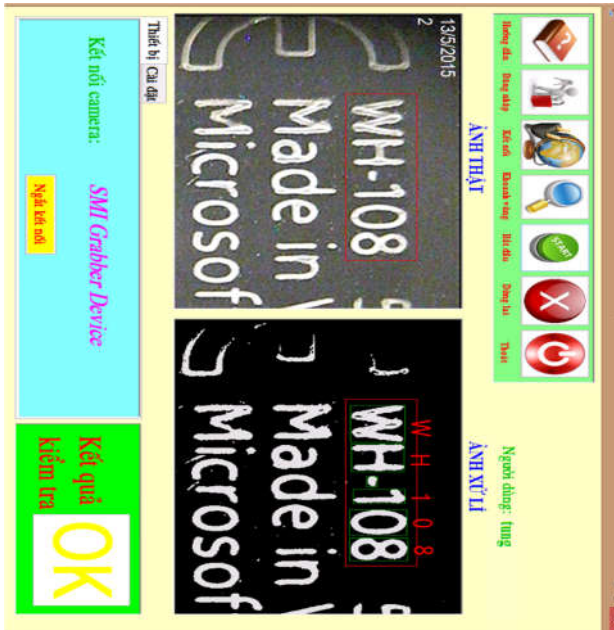 Hướng dẫn Đăng nhập Kết nối Khoanh vùng Bắt đầu Dừng lại Thoát
START
Người dùng: tung
ẢNH THẬT
ẢNH XỬ LÍ
13/5/2015
2
WH-108
Made in
Microsof
W H 1 0 8
WH-108
Made in
Microsof
Thiết bị Cài đặt
Kết nối camera: SMI Grabber Device
Ngắt kết nối
Kết quả
kiểm tra
OK